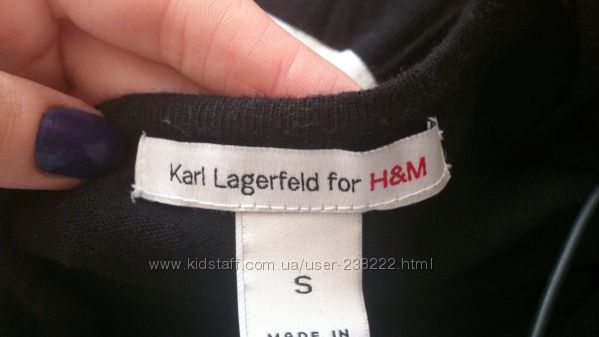 Karl Lagerfeld for H&M
www.kidstaff.com.ua/user-238222.html
S
MADE IN